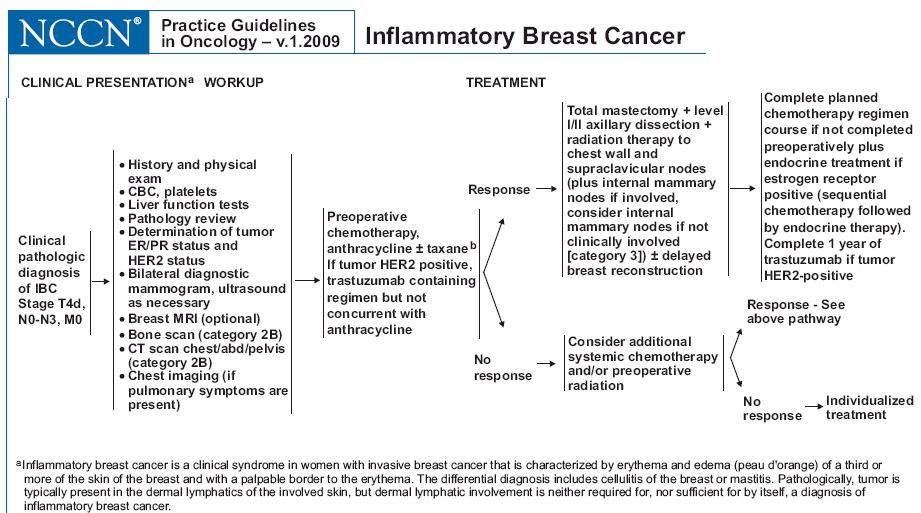 NCCN®
Practice Guidelines
in Oncology – v.1.2009
Inflammatory Breast Cancer
CLINICAL PRESENTATIONa WORKUP
TREATMENT
Clinical
pathologic
diagnosis
of IBC
Stage T4d,
N0-N3, M0
• History and physical
exam
• CBC, platelets
• Liver function tests
• Pathology review
• Determination of tumor
ER/PR status and
HER2 status
• Bilateral diagnostic
mammogram, ultrasound
as necessary
• Breast MRI (optional)
• Bone scan (category 2B)
• CT scan chest/abd/pelvis
(category 2B)
• Chest imaging (if
pulmonary symptoms are
present)
Preoperative
chemotherapy,
anthracycline ± taxaneb
If tumor HER2 positive,
trastuzumab containing
regimen but not
concurrent with
anthracycline
Response
Total mastectomy + level
I/II axillary dissection +
radiation therapy to
chest wall and
supraclavicular nodes
(plus internal mammary
nodes if involved,
consider internal
mammary nodes if not
clinically involved
[category 3]) ± delayed
breast reconstruction
Complete planned
chemotherapy regimen
course if not completed
preoperatively plus
endocrine treatment if
estrogen receptor
positive (sequential
chemotherapy followed
by endocrine therapy).
Complete 1 year of
trastuzumab if tumor
HER2-positive
No
response
Consider additional
systemic chemotherapy
and/or preoperative
radiation
Response - See
above pathway
No
response
Individualized
treatment
aInflammatory breast cancer is a clinical syndrome in women with invasive breast cancer that is characterized by erythema and edema (peau d'orange) of a third or
more of the skin of the breast and with a palpable border to the erythema. The differential diagnosis includes cellulitis of the breast or mastitis. Pathologically, tumor is
typically present in the dermal lymphatics of the involved skin, but dermal lymphatic involvement is neither required for, nor sufficient for by itself, a diagnosis of
inflammatory breast cancer.